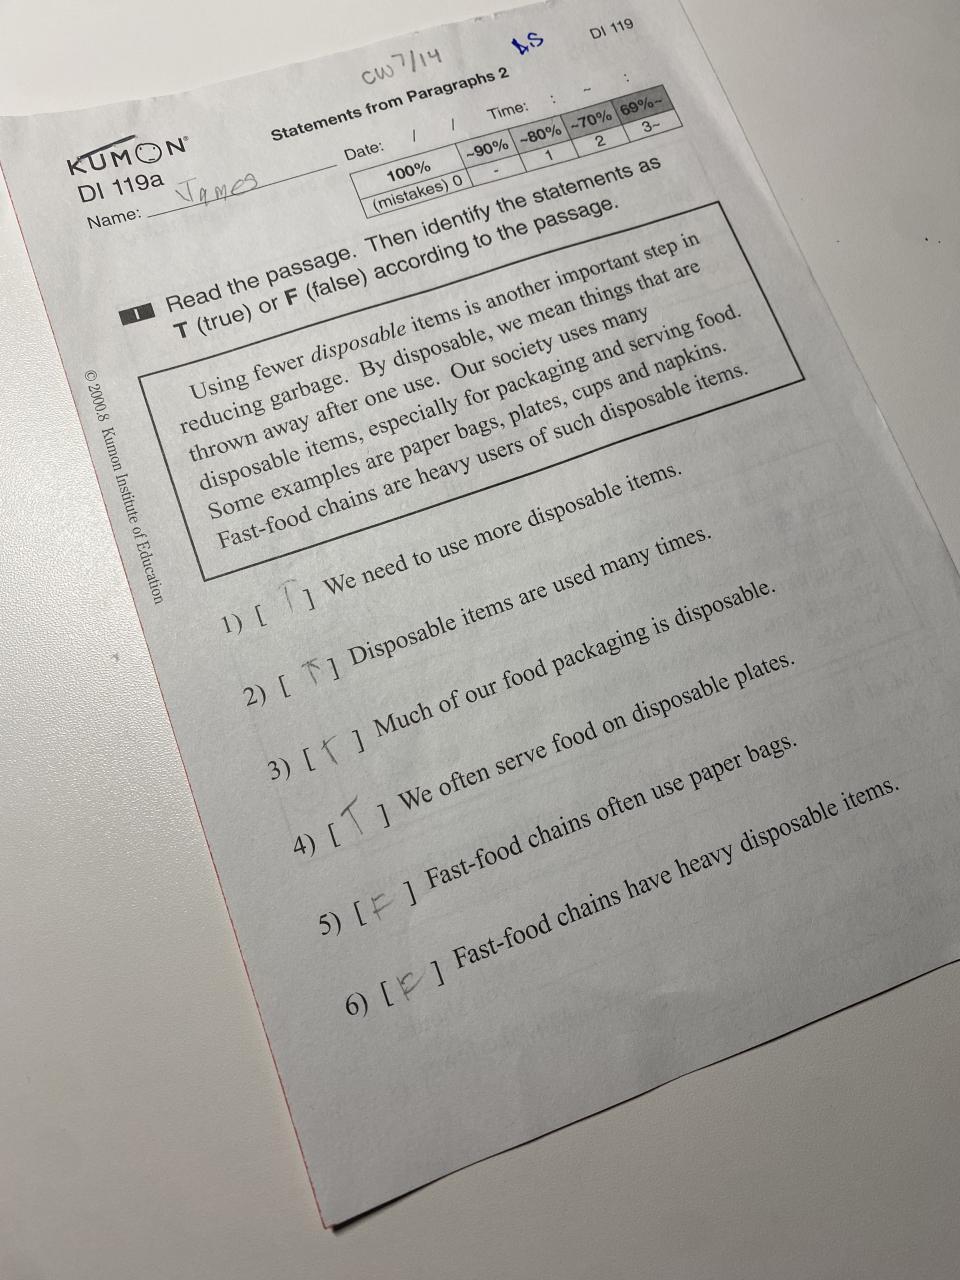 CW 7/14
A.S
DI 119
KUMON®
Statements from Paragraphs 2
DI 119a
Date: / / Time: : ~ :
Name: James
100% ~90% ~80% ~70% 69%~
(mistakes) 0 - 1 2 3~
1 Read the passage. Then identify the statements as
T (true) or F (false) according to the passage.
Using fewer disposable items is another important step in
reducing garbage. By disposable, we mean things that are
thrown away after one use. Our society uses many
disposable items, especially for packaging and serving food.
Some examples are paper bags, plates, cups and napkins.
Fast-food chains are heavy users of such disposable items.
1) [ T ] We need to use more disposable items.
2) [ T ] Disposable items are used many times.
3) [ T ] Much of our food packaging is disposable.
4) [ T ] We often serve food on disposable plates.
5) [ F ] Fast-food chains often use paper bags.
6) [ F ] Fast-food chains have heavy disposable items.
© 2000.8 Kumon Institute of Education